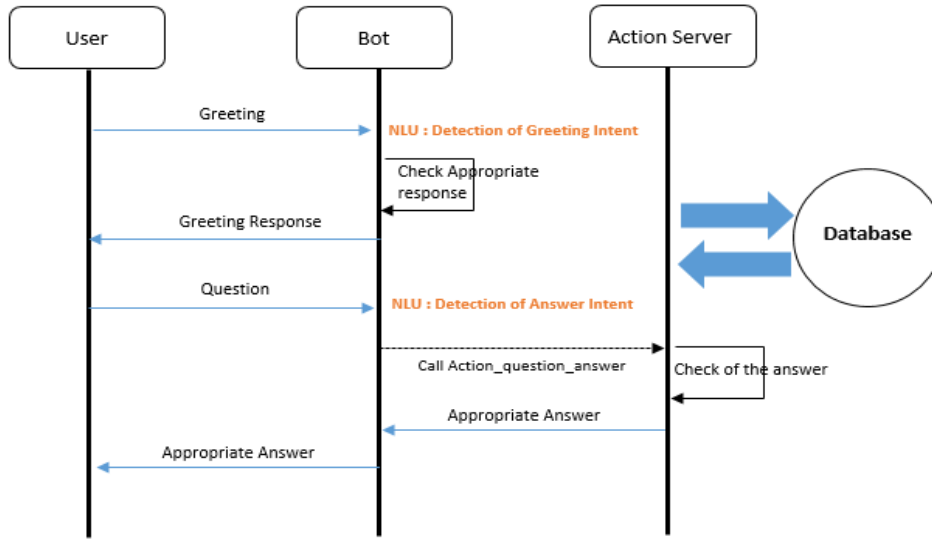 User
Bot
Action Server
Greeting
NLU : Detection of Greeting Intent
Check Appropriate
response
Greeting Response
Database
Question
NLU : Detection of Answer Intent
Call Action_question_answer
Check of the answer
Appropriate Answer
Appropriate Answer